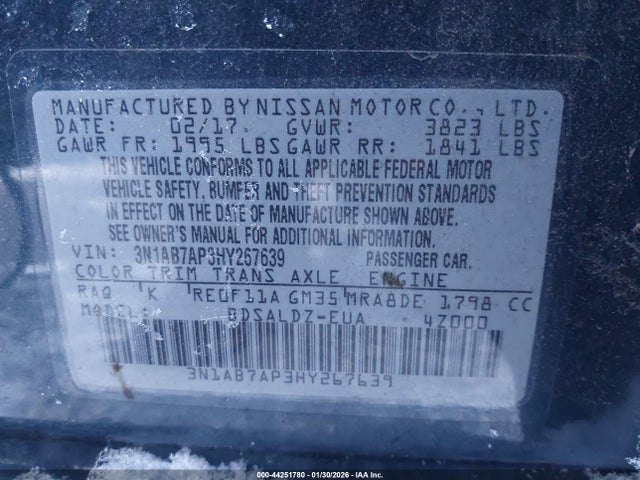 MANUFACTURED BY NISSAN MOTOR CO., LTD.
DATE: 02/17. GVWR: 3823 LBS
GAWR FR: 1995 LBS GAWR RR: 1841 LBS
THIS VEHICLE CONFORMS TO ALL APPLICABLE FEDERAL MOTOR
VEHICLE SAFETY, BUMPER AND THEFT PREVENTION STANDARDS
IN EFFECT ON THE DATE OF MANUFACTURE SHOWN ABOVE.
SEE OWNER'S MANUAL FOR ADDITIONAL INFORMATION.
VIN: 3N1AB7AP3HY267639 PASSENGER CAR.
COLOR TRIM TRANS AXLE ENGINE
RAQ K RE0F11A GM35 MRA8DE 1798 CC
MODEL BDSALDZ-EUA 4Z000
3N1AB7AP3HY267639
000-44251780 - 01/30/2026 - IAA Inc.